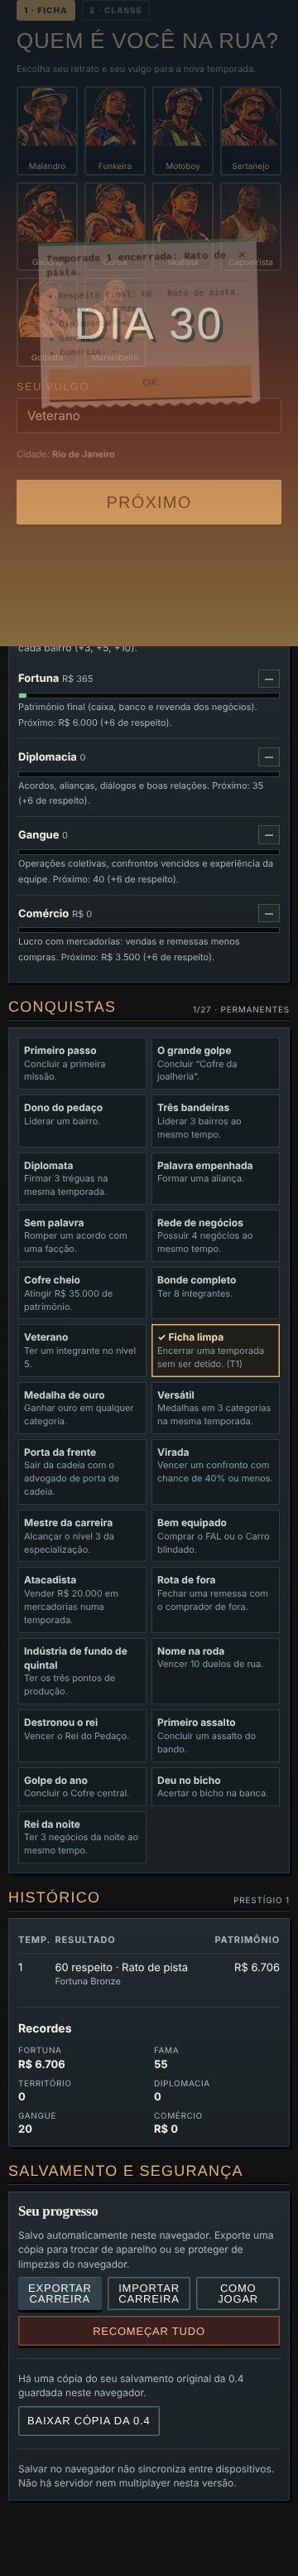 1 · FICHA
2 · CLASSE
QUEM É VOCÊ NA RUA?
Escolha seu retrato e seu vulgo para a nova temporada.
Malandro
Funkeira
Motoboy
Sertanejo
Skatista
Capoeirista
Temporada 1 encerrada: Rato de
pista.
Respeito final: 60 · Rato de pista.
DIA 30
OK
Golpista
Marombeiro
SEU VULGO
Veterano
Cidade: Rio de Janeiro
PRÓXIMO
cada bairro (+3, +5, +10).
Fortuna R$ 365
—
Patrimônio final (caixa, banco e revenda dos negócios).
Próximo: R$ 6.000 (+6 de respeito).
Diplomacia 0
—
Acordos, alianças, diálogos e boas relações. Próximo: 35
(+6 de respeito).
Gangue 0
—
Operações coletivas, confrontos vencidos e experiência da
equipe. Próximo: 40 (+6 de respeito).
Comércio R$ 0
—
Lucro com mercadorias: vendas e remessas menos
compras. Próximo: R$ 3.500 (+6 de respeito).
CONQUISTAS
1/27 · PERMANENTES
Primeiro passo
Concluir a primeira
missão.
O grande golpe
Concluir “Cofre da
joalheria”.
Dono do pedaço
Liderar um bairro.
Três bandeiras
Liderar 3 bairros ao
mesmo tempo.
Diplomata
Firmar 3 tréguas na
mesma temporada.
Palavra empenhada
Formar uma aliança.
Sem palavra
Romper um acordo com
uma facção.
Rede de negócios
Possuir 4 negócios ao
mesmo tempo.
Cofre cheio
Atingir R$ 35.000 de
patrimônio.
Bonde completo
Ter 8 integrantes.
Veterano
Ter um integrante no nível
5.
✓ Ficha limpa
Encerrar uma temporada
sem ser detido. (T1)
Medalha de ouro
Ganhar ouro em qualquer
categoria.
Versátil
Medalhas em 3 categorias
na mesma temporada.
Porta da frente
Sair da cadeia com o
advogado de porta de
cadeia.
Virada
Vencer um confronto com
chance de 40% ou menos.
Mestre da carreira
Alcançar o nível 3 da
especialização.
Bem equipado
Comprar o FAL ou o Carro
blindado.
Atacadista
Vender R$ 20.000 em
mercadorias numa
temporada.
Rota de fora
Fechar uma remessa com
o comprador de fora.
Indústria de fundo de
quintal
Ter os três pontos de
produção.
Nome na roda
Vencer 10 duelos de rua.
Destronou o rei
Vencer o Rei do Pedaço.
Primeiro assalto
Concluir um assalto do
bando.
Golpe do ano
Concluir o Cofre central.
Deu no bicho
Acertar o bicho na banca.
Rei da noite
Ter 3 negócios da noite ao
mesmo tempo.
HISTÓRICO
PRESTÍGIO 1
TEMP. RESULTADO PATRIMÔNIO
1 60 respeito · Rato de pista R$ 6.706
Fortuna Bronze
Recordes
FORTUNA
R$ 6.706
FAMA
55
TERRITÓRIO
0
DIPLOMACIA
0
GANGUE
20
COMÉRCIO
R$ 0
SALVAMENTO E SEGURANÇA
Seu progresso
Salvo automaticamente neste navegador. Exporte uma
cópia para trocar de aparelho ou se proteger de
limpezas do navegador.
EXPORTAR
CARREIRA
IMPORTAR
CARREIRA
COMO
JOGAR
RECOMEÇAR TUDO
Há uma cópia do seu salvamento original da 0.4
guardada neste navegador.
BAIXAR CÓPIA DA 0.4
Salvar no navegador não sincroniza entre dispositivos.
Não há servidor nem multiplayer nesta versão.